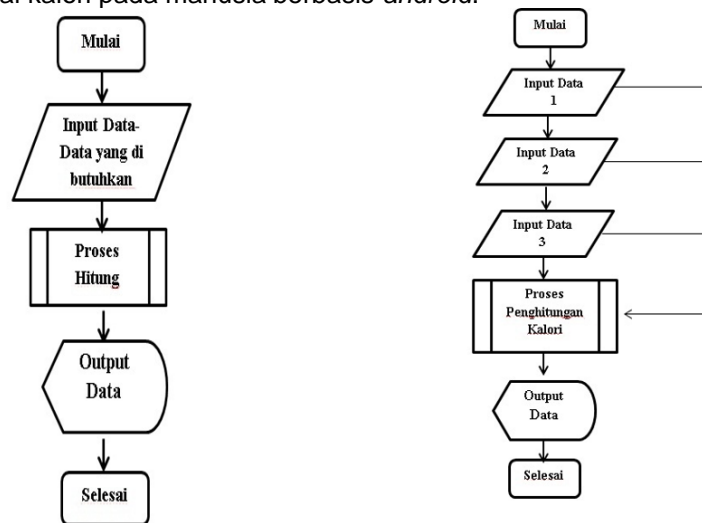 kalori pada manusia berbasis android.
Mulai
Input Data-
Data yang di
butuhkan
Proses
Hitung
Output
Data
Selesai
Mulai
Input Data
1
Input Data
2
Input Data
3
Proses
Penghitungan
Kalori
Output
Data
Selesai